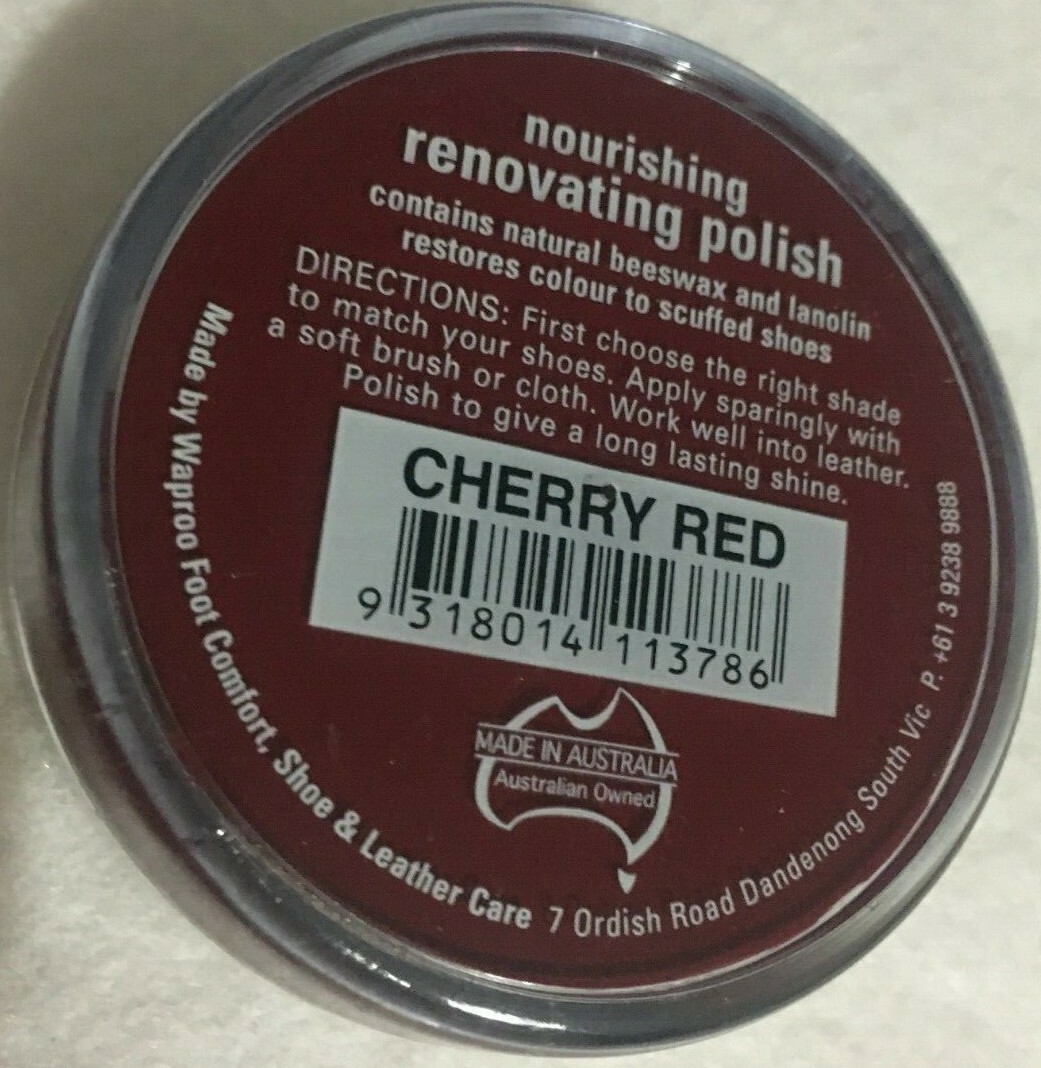 nourishing
renovating polish
contains natural beeswax and lanolin
restores colour to scuffed shoes
DIRECTIONS: First choose the right shade
to match your shoes. Apply sparingly with
a soft brush or cloth. Work well into leather.
Polish to give a long lasting shine.
CHERRY RED
9 318014 113786
MADE IN AUSTRALIA
Australian Owned
Made by Waproo Foot Comfort, Shoe & Leather Care 7 Ordish Road Dandenong South Vic P. +61 3 9238 9888